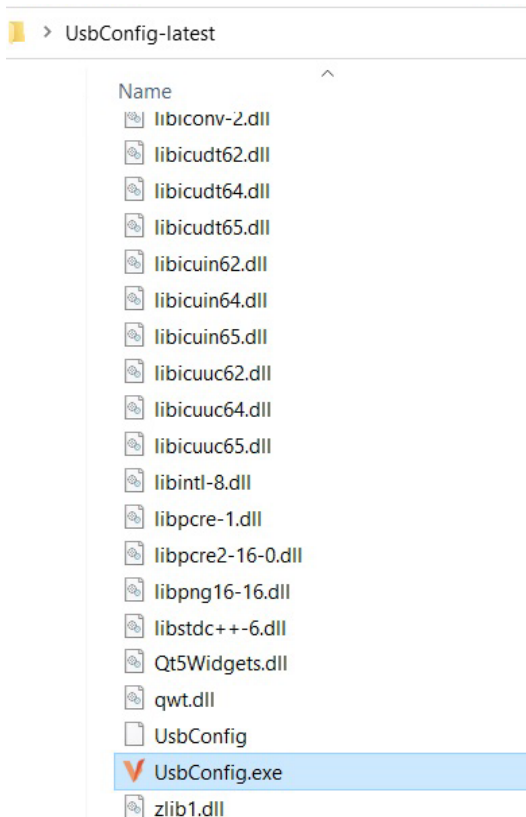 UsbConfig-latest
Name
libiconv-2.dll
libicudt62.dll
libicudt64.dll
libicudt65.dll
libicuin62.dll
libicuin64.dll
libicuin65.dll
libicuuc62.dll
libicuuc64.dll
libicuuc65.dll
libintl-8.dll
libpcre-1.dll
libpcre2-16-0.dll
libpng16-16.dll
libstdc++-6.dll
Qt5Widgets.dll
qwt.dll
UsbConfig
UsbConfig.exe
zlib1.dll